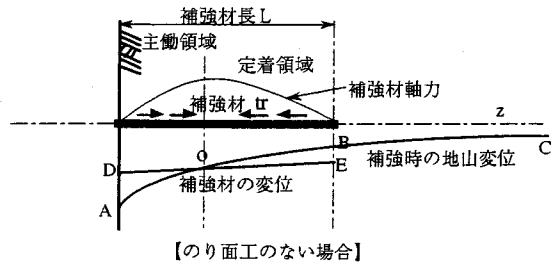 補強材長L
主働領域
定着領域
補強材軸力
補強材 tr
z
B
O
D
E
補強時の地山変位
C
補強材の変位
A
【のり面工のない場合】